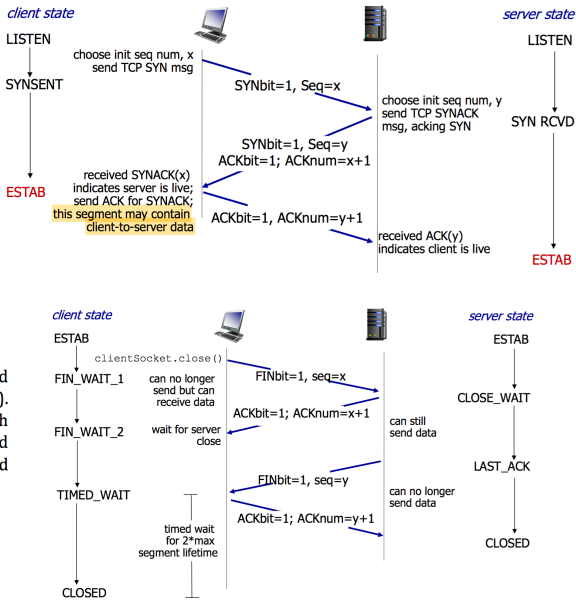 client state
server state
LISTEN
LISTEN
choose init seq num, x
send TCP SYN msg
SYNbit=1, Seq=x
SYNSENT
choose init seq num, y
send TCP SYNACK
msg, acking SYN
SYN RCVD
SYNbit=1, Seq=y
ACKbit=1; ACKnum=x+1
received SYNACK(x)
indicates server is live;
send ACK for SYNACK;
this segment may contain
client-to-server data
ESTAB
ACKbit=1, ACKnum=y+1
received ACK(y)
indicates client is live
ESTAB
client state
server state
ESTAB
ESTAB
clientSocket.close()
FINbit=1, seq=x
d
).
h
d
d
FIN_WAIT_1
can no longer
send but can
receive data
CLOSE_WAIT
ACKbit=1; ACKnum=x+1
can still
send data
FIN_WAIT_2
wait for server
close
LAST_ACK
FINbit=1, seq=y
can no longer
send data
TIMED_WAIT
ACKbit=1; ACKnum=y+1
timed wait
for 2*max
segment lifetime
CLOSED
CLOSED